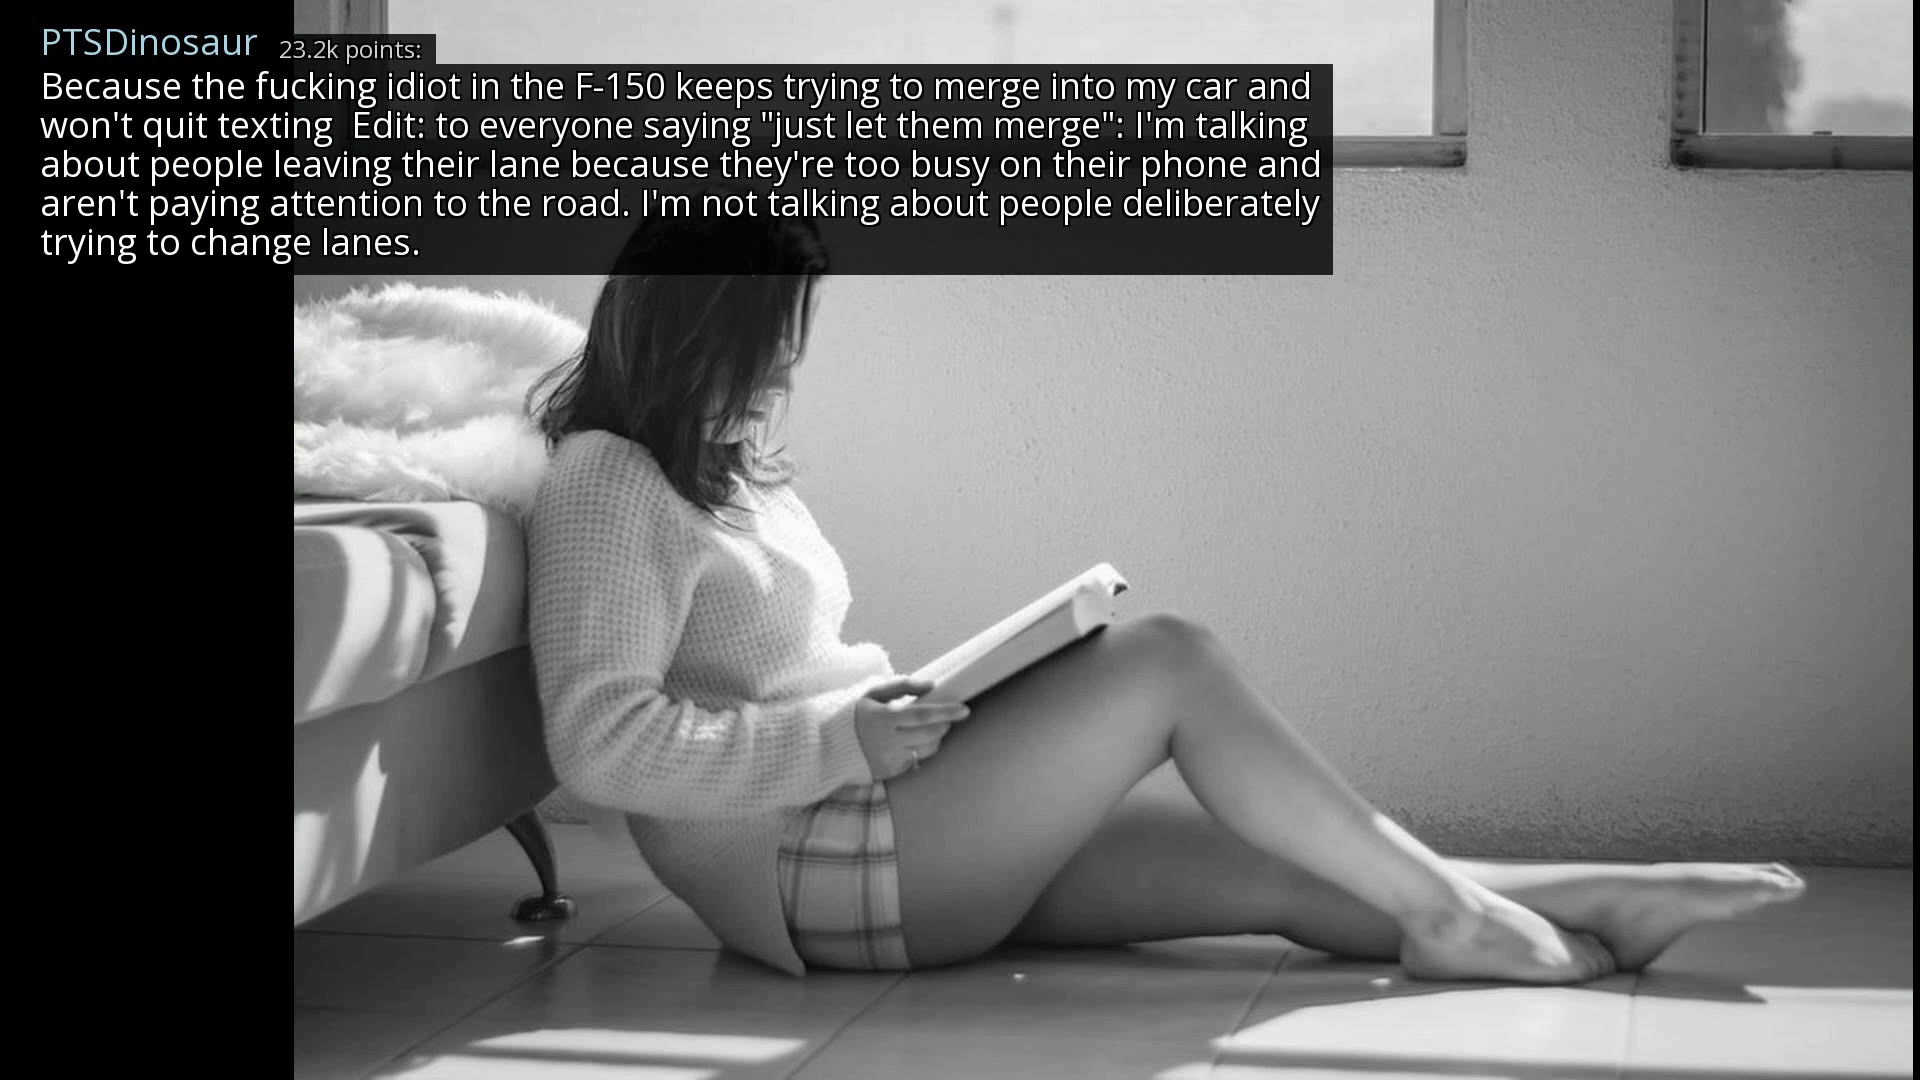 PTSDinosaur 23.2k points:
Because the fucking idiot in the F-150 keeps trying to merge into my car and
won't quit texting  Edit: to everyone saying "just let them merge": I'm talking
about people leaving their lane because they're too busy on their phone and
aren't paying attention to the road. I'm not talking about people deliberately
trying to change lanes.